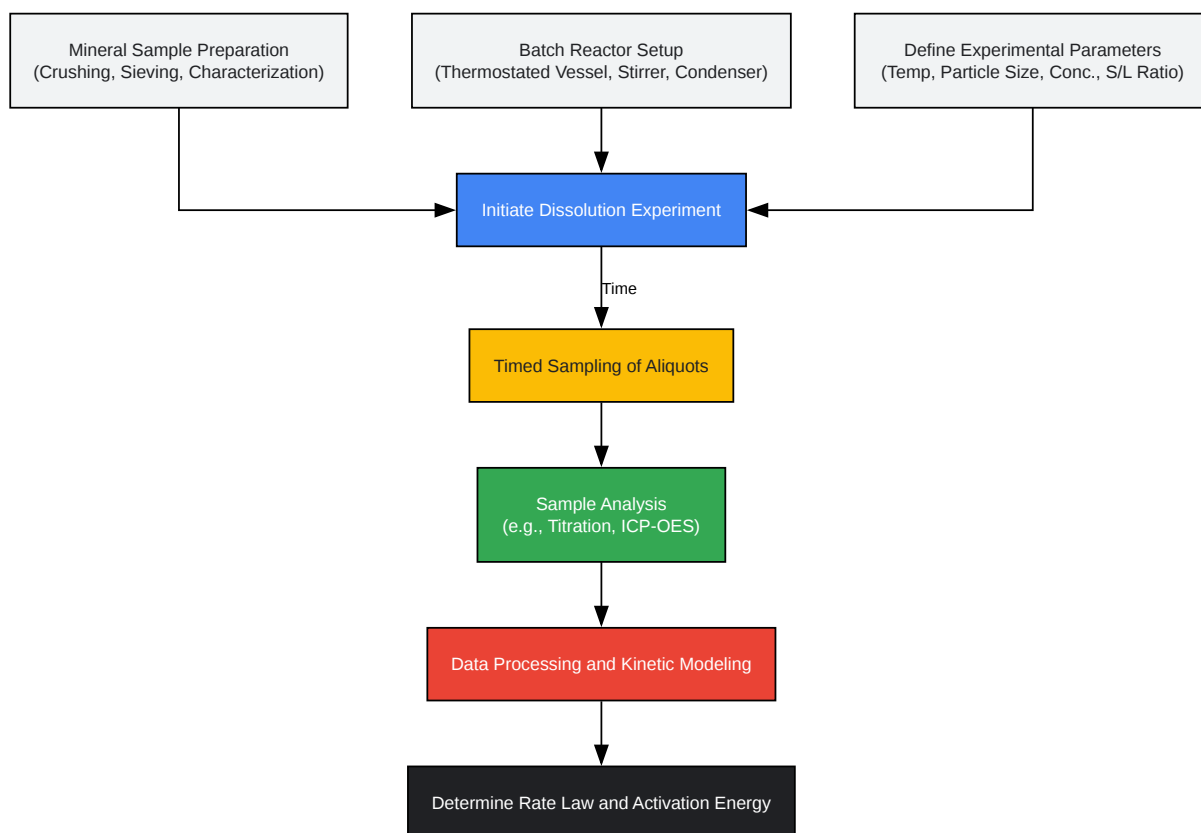 Mineral Sample Preparation
(Crushing, Sieving, Characterization)
Batch Reactor Setup
(Thermostated Vessel, Stirrer, Condenser)
Define Experimental Parameters
(Temp, Particle Size, Conc., S/L Ratio)
Initiate Dissolution Experiment
Time
Timed Sampling of Aliquots
Sample Analysis
(e.g., Titration, ICP-OES)
Data Processing and Kinetic Modeling
Determine Rate Law and Activation Energy